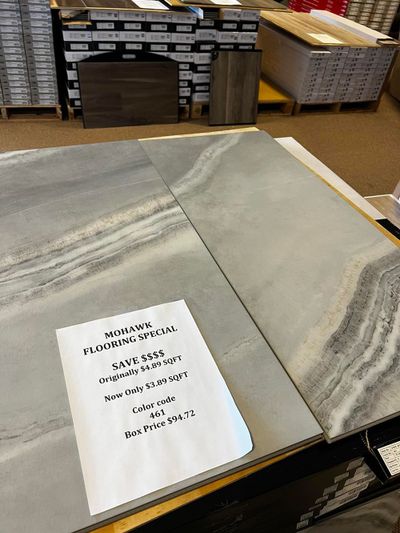 MOHAWK
FLOORING SPECIAL
SAVE $$$$
Originally $4.89 SQFT
Now Only $3.89 SQFT
Color code
461
Box Price $94.72